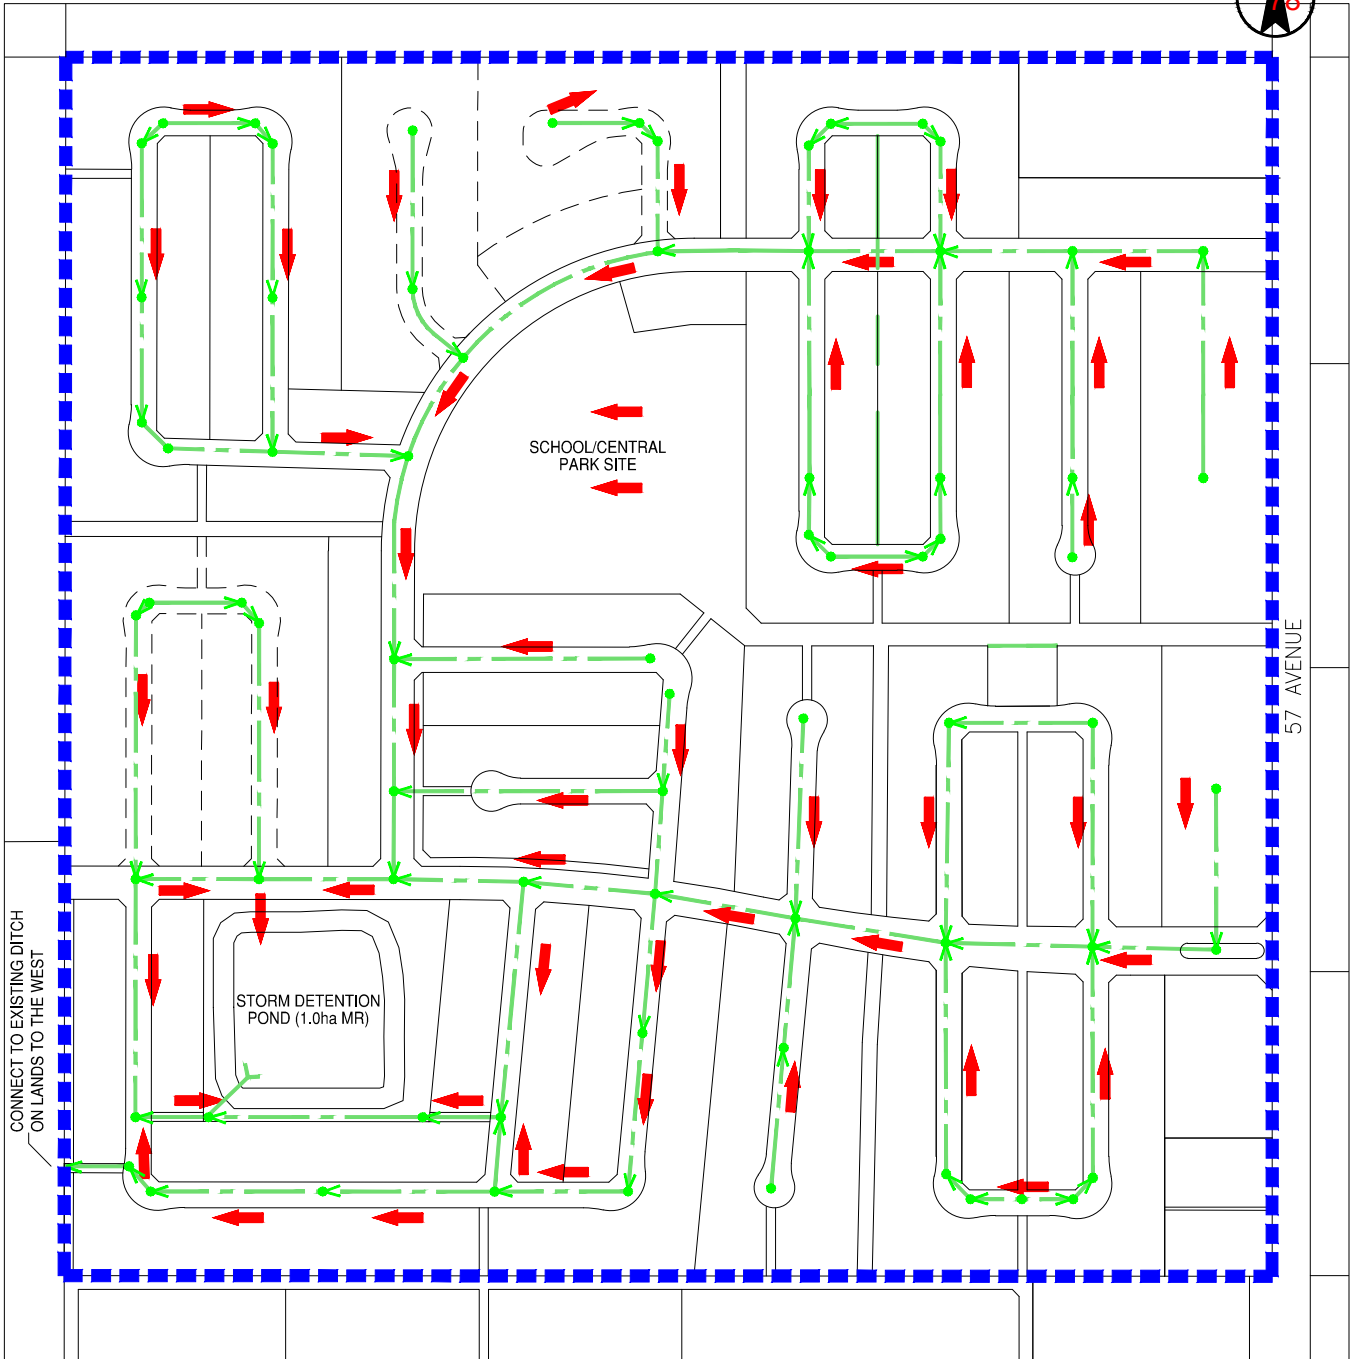 78
SCHOOL/CENTRAL
PARK SITE
57 AVENUE
STORM DETENTION
POND (1.0ha MR)
CONNECT TO EXISTING DITCH
ON LANDS TO THE WEST